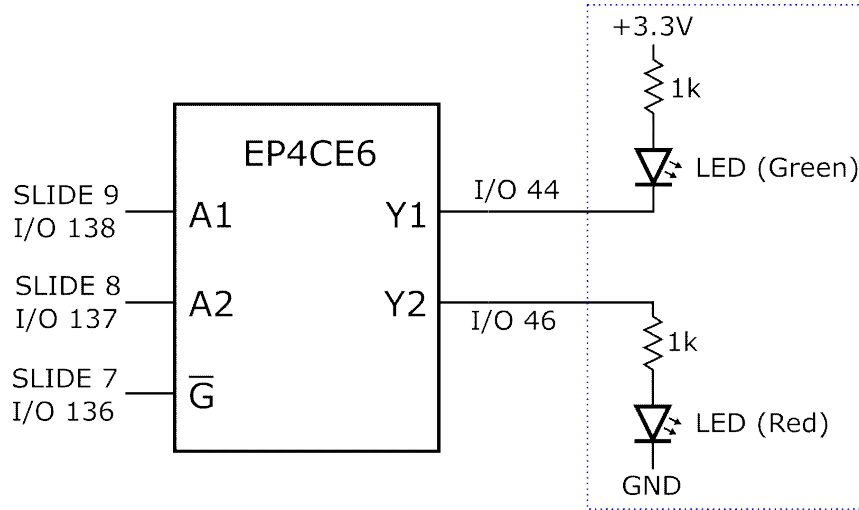 +3.3V
1k
EP4CE6
LED (Green)
SLIDE 9
I/O 138
A1
Y1
I/O 44
SLIDE 8
I/O 137
A2
Y2
I/O 46
1k
SLIDE 7
I/O 136
G̅
LED (Red)
GND